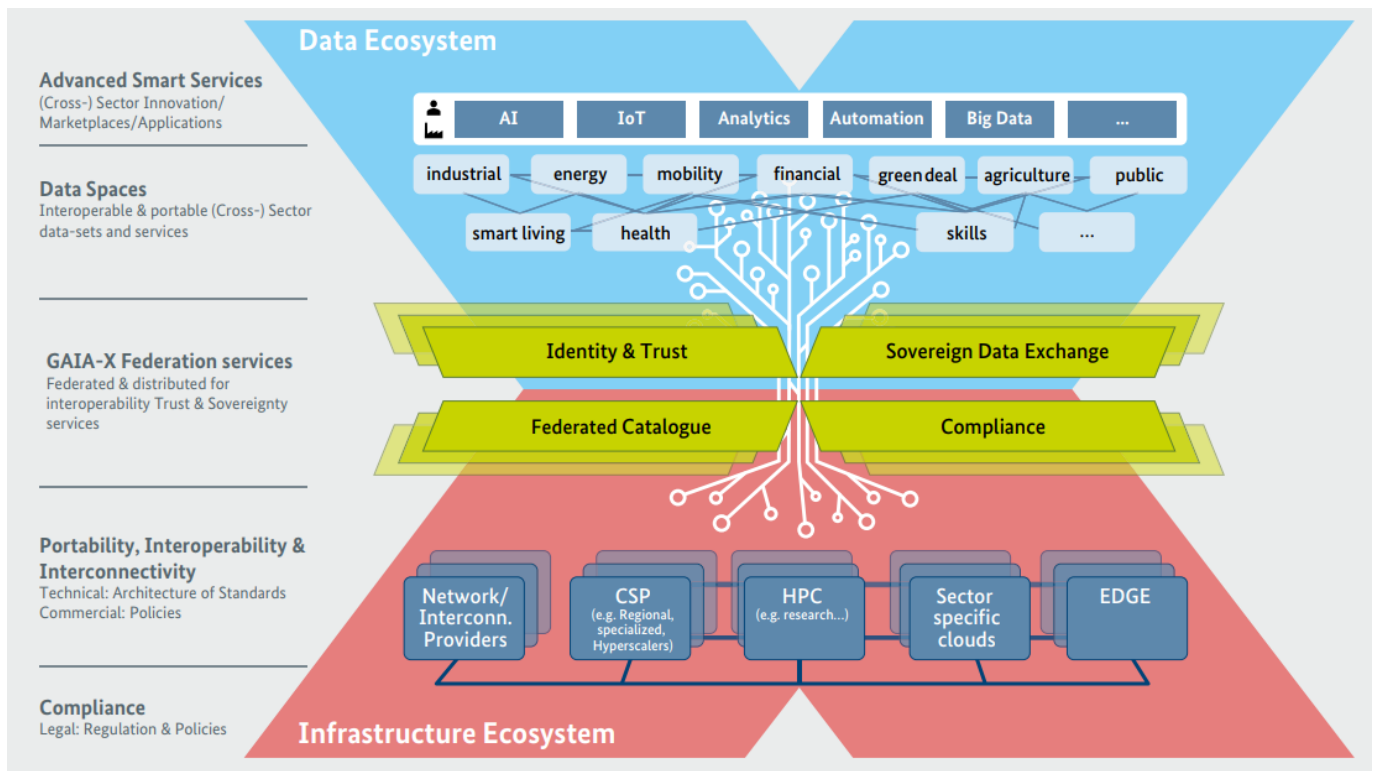 Data Ecosystem
Advanced Smart Services
(Cross-) Sector Innovation/
Marketplaces/Applications
AI
IoT
Analytics
Automation
Big Data
...
Data Spaces
Interoperable & portable (Cross-) Sector
data-sets and services
industrial
energy
mobility
financial
green deal
agriculture
public
smart living
health
skills
...
GAIA-X Federation services
Federated & distributed for
interoperability Trust & Sovereignty
services
Identity & Trust
Sovereign Data Exchange
Federated Catalogue
Compliance
Portability, Interoperability &
Interconnectivity
Technical: Architecture of Standards
Commercial: Policies
Network/
Interconn.
Providers
CSP
(e.g. Regional,
specialized,
Hyperscalers)
HPC
(e.g. research...)
Sector
specific
clouds
EDGE
Compliance
Legal: Regulation & Policies
Infrastructure Ecosystem